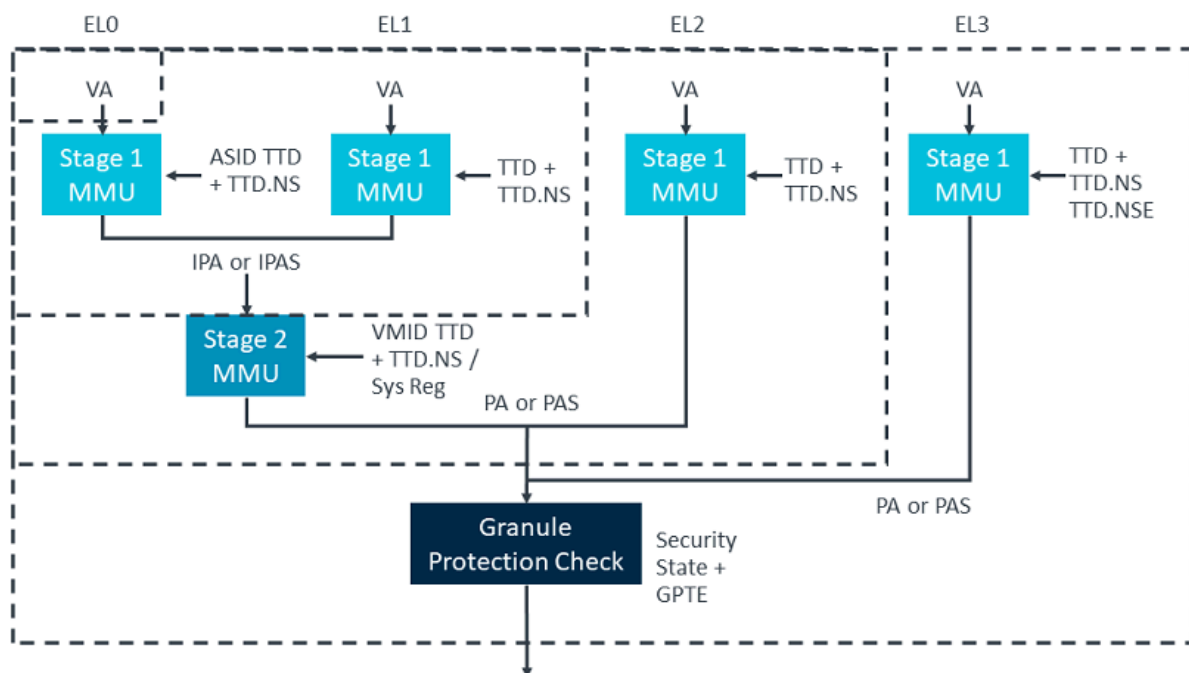 EL0
EL1
EL2
EL3
VA
VA
VA
VA
Stage 1
MMU
ASID TTD
+ TTD.NS
Stage 1
MMU
TTD +
TTD.NS
Stage 1
MMU
TTD +
TTD.NS
Stage 1
MMU
TTD +
TTD.NS
TTD.NSE
IPA or IPAS
Stage 2
MMU
VMID TTD
+ TTD.NS /
Sys Reg
PA or PAS
PA or PAS
Granule
Protection Check
Security
State +
GPTE